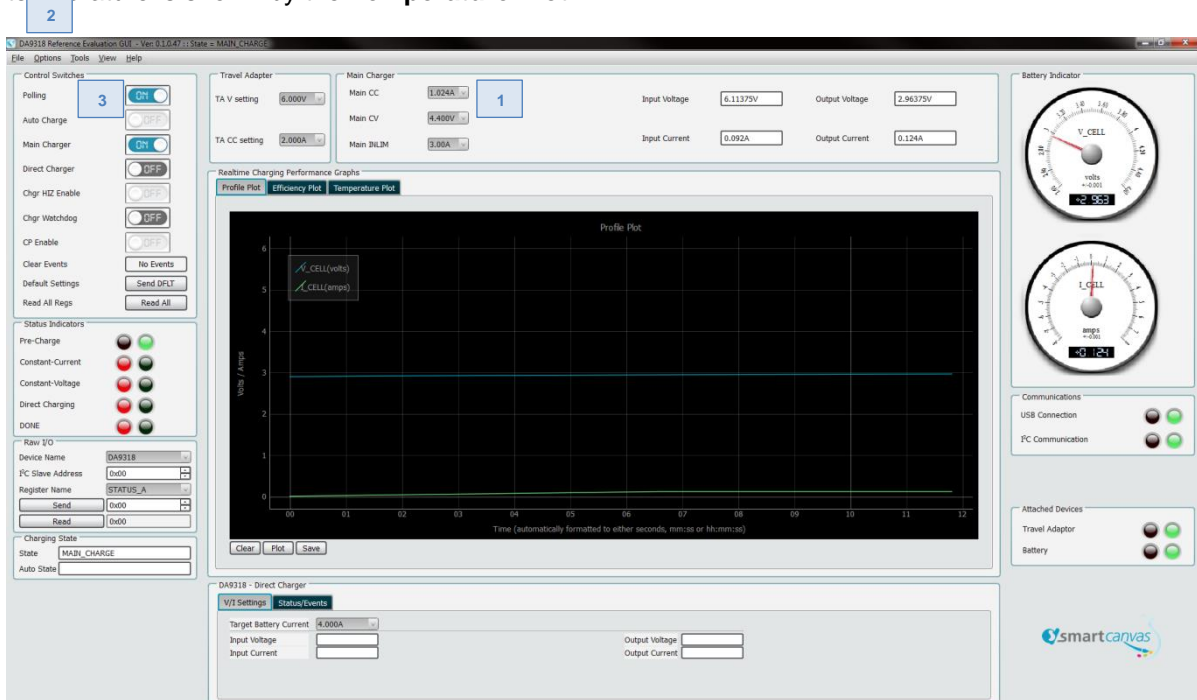 2
DA9318 Reference Evaluation GUI - Ver: 0.1.0.47 :: State = MAIN_CHARGE
File Options Tools View Help
Control Switches
Polling 3 ON
Auto Charge OFF
Main Charger ON
Direct Charger OFF
Chgr HIZ Enable OFF
Chgr Watchdog OFF
CP Enable OFF
Clear Events No Events
Default Settings Send DFLT
Read All Regs Read All
Status Indicators
Pre-Charge
Constant-Current
Constant-Voltage
Direct Charging
DONE
Raw I/O
Device Name DA9318
I²C Slave Address 0x00
Register Name STATUS_A
Send 0x00
Read 0x00
Charging State
State MAIN_CHARGE
Auto State
Travel Adapter
TA V setting 6.000V
TA CC setting 2.000A
Main Charger
Main CC 1.024A 1
Main CV 4.400V
Main INLIM 3.00A
Input Voltage 6.11375V Output Voltage 2.96375V
Input Current 0.092A Output Current 0.124A
Realtime Charging Performance Graphs
Profile Plot Efficiency Plot Temperature Plot
Profile Plot
V_CELL(volts)
I_CELL(amps)
Volts / Amps
6
5
4
3
2
1
0
00 01 02 03 04 05 06 07 08 09 10 11 12
Time (automatically formatted to either seconds, mm:ss or hh:mm:ss)
Clear Plot Save
DA9318 - Direct Charger
V/I Settings Status/Events
Target Battery Current 4.000A
Input Voltage Output Voltage
Input Current Output Current
Battery Indicator
V_CELL
volts
+-0.001
+2 963
I_CELL
amps
+-0.001
+0 124
Communications
USB Connection
I²C Communication
Attached Devices
Travel Adaptor
Battery
smartcanvas